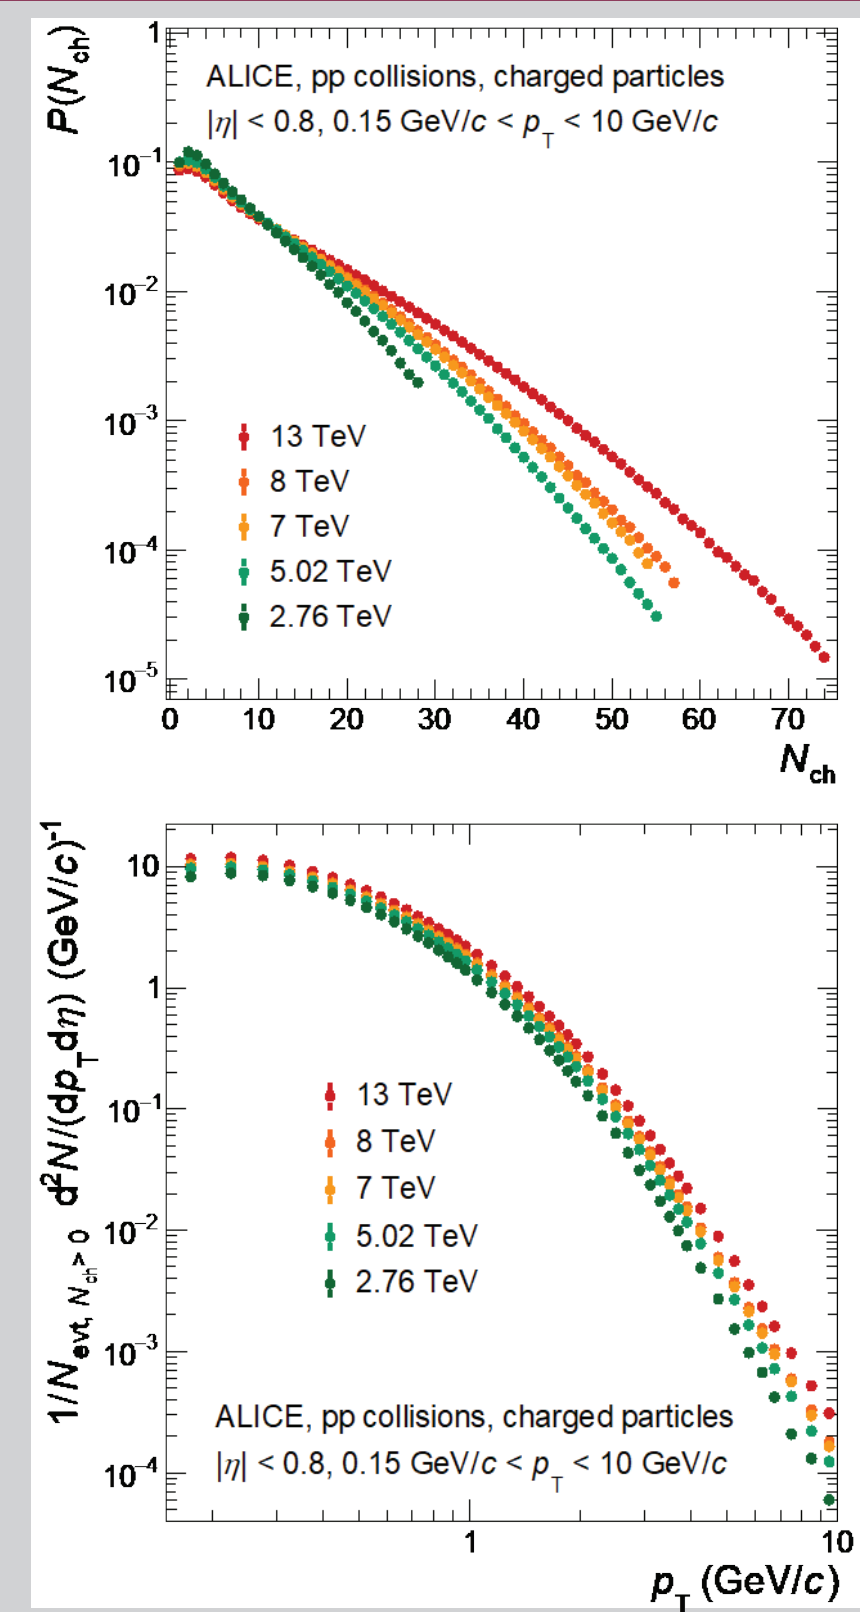 P(N_ch)
1
ALICE, pp collisions, charged particles
|η| < 0.8, 0.15 GeV/c < p_T < 10 GeV/c
10⁻¹
10⁻²
10⁻³
10⁻⁴
10⁻⁵
13 TeV
8 TeV
7 TeV
5.02 TeV
2.76 TeV
0 10 20 30 40 50 60 70
N_ch
1/N_evt, N_ch > 0 d²N/(dp_T dη) (GeV/c)⁻¹
10
1
10⁻¹
10⁻²
10⁻³
10⁻⁴
13 TeV
8 TeV
7 TeV
5.02 TeV
2.76 TeV
ALICE, pp collisions, charged particles
|η| < 0.8, 0.15 GeV/c < p_T < 10 GeV/c
1 10
p_T (GeV/c)